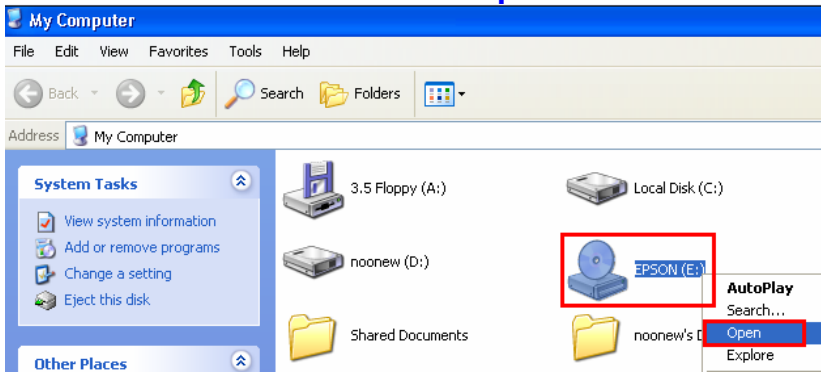 My Computer
File Edit View Favorites Tools Help
Back Search Folders
Address My Computer
System Tasks
View system information
Add or remove programs
Change a setting
Eject this disk
Other Places
3.5 Floppy (A:)
Local Disk (C:)
noonew (D:)
EPSON (E:)
Shared Documents
noonew's
AutoPlay
Search...
Open
Explore